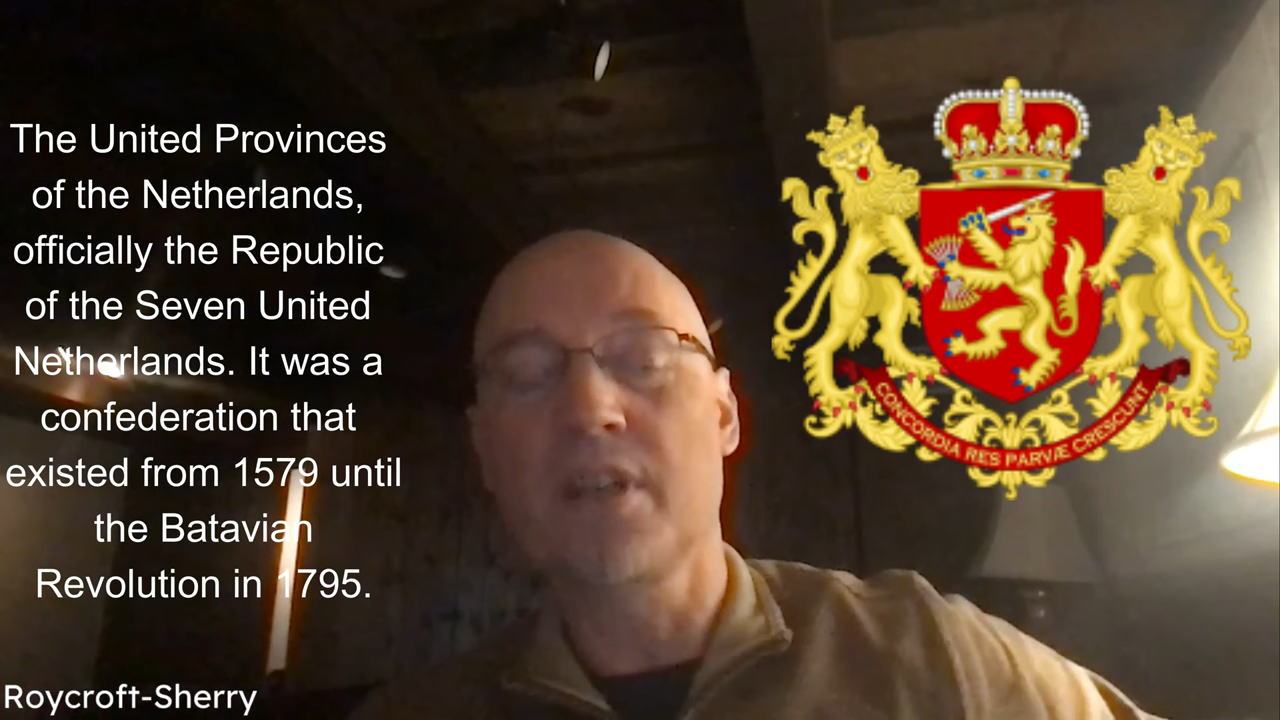 The United Provinces
of the Netherlands,
officially the Republic
of the Seven United
Netherlands. It was a
confederation that
existed from 1579 until
the Batavian
Revolution in 1795.
CONCORDIA RES PARVÆ CRESCUNT
Roycroft-Sherry